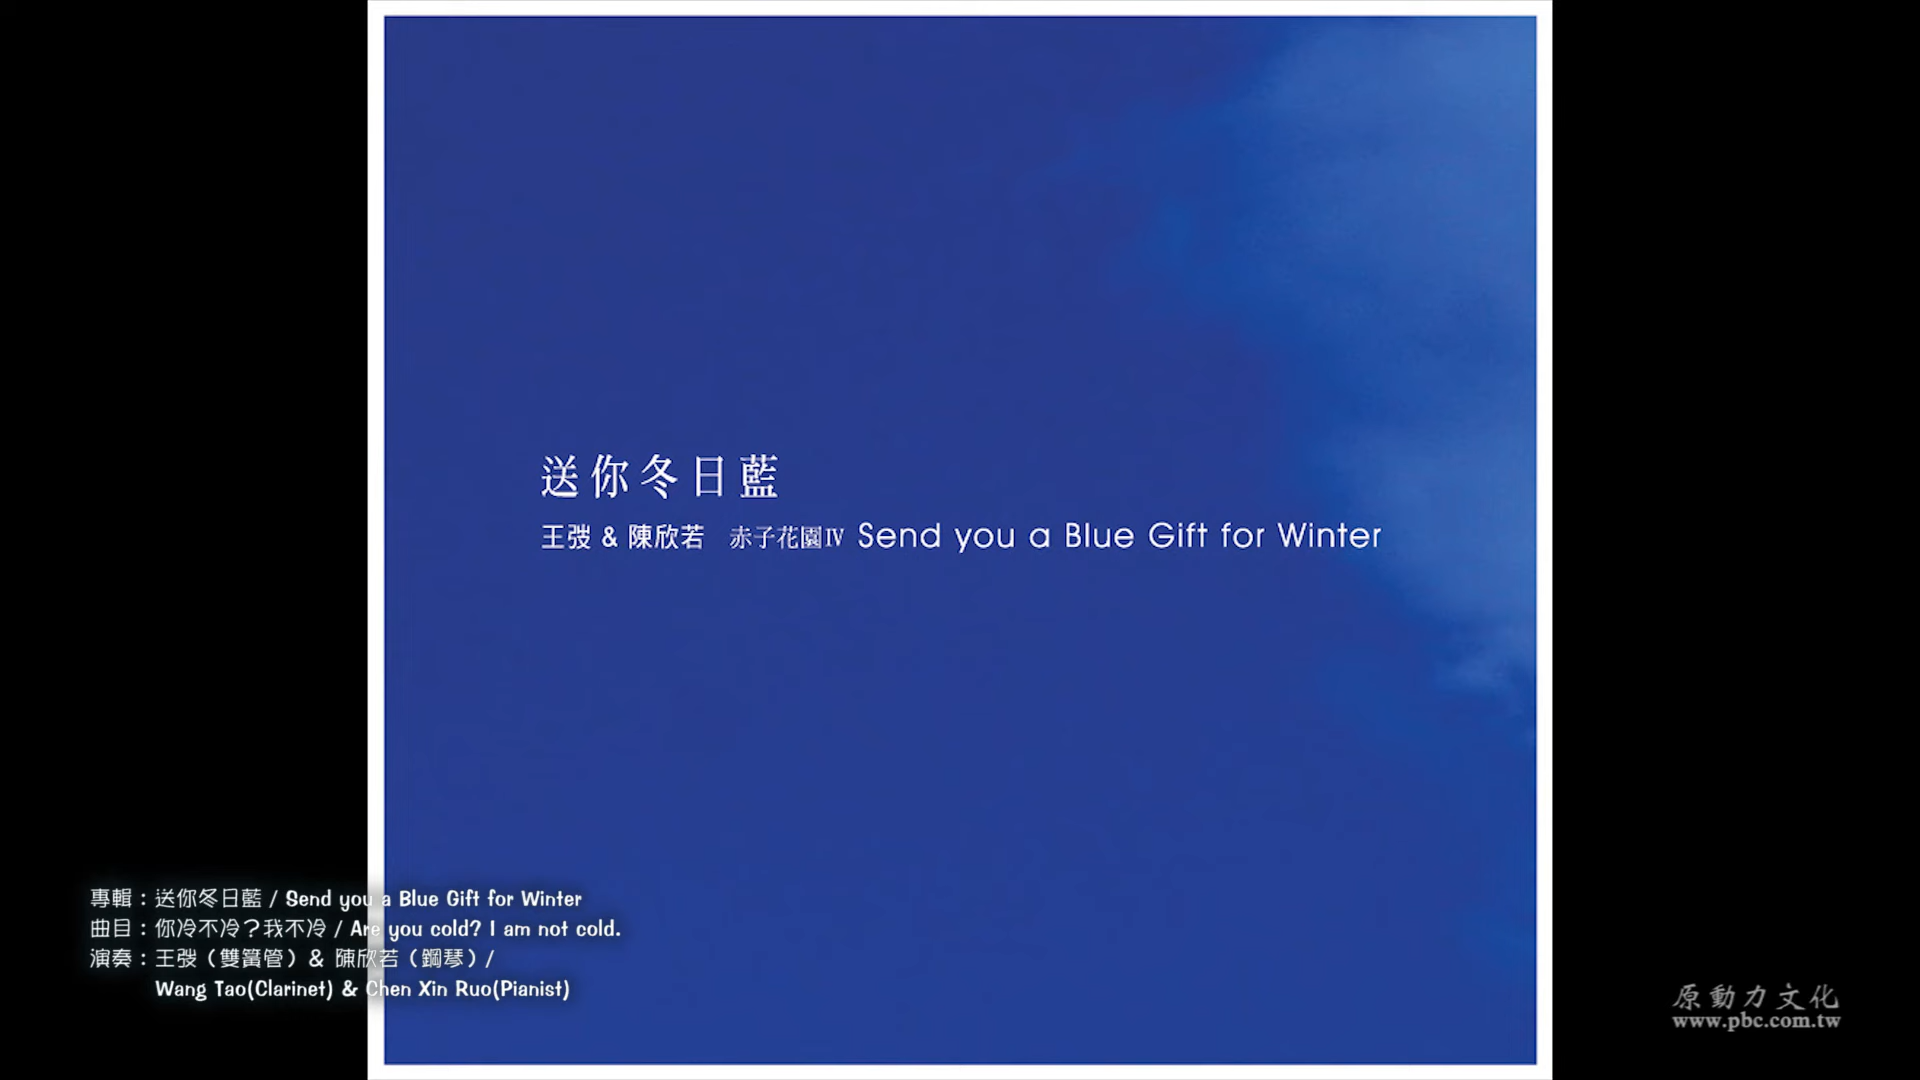 送你冬日藍
王弢 & 陳欣若 赤子花園IV Send you a Blue Gift for Winter
專輯：送你冬日藍 / Send you a Blue Gift for Winter
曲目：你冷不冷？我不冷 / Are you cold? I am not cold.
演奏：王弢（雙簧管）& 陳欣若（鋼琴）/
Wang Tao(Clarinet) & Chen Xin Ruo(Pianist)
原動力文化
www.pbc.com.tw